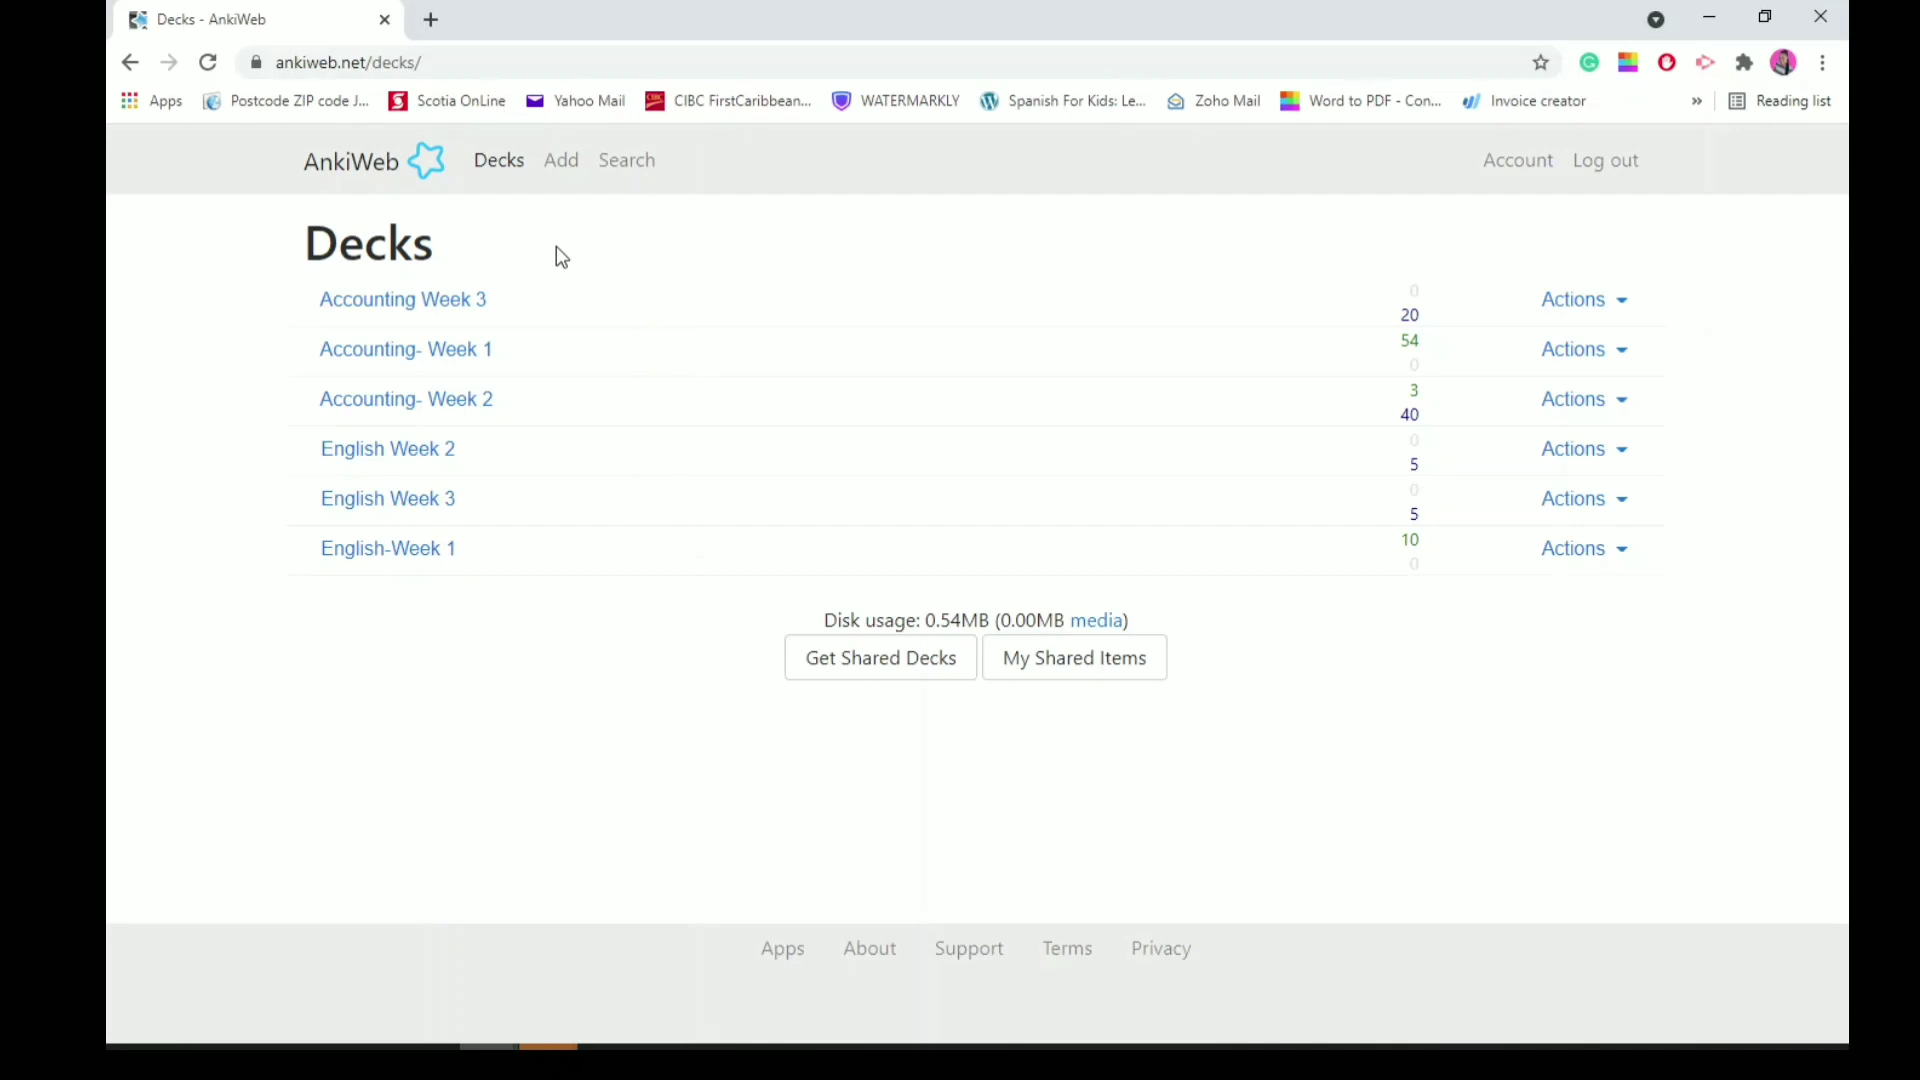 Decks - AnkiWeb
ankiweb.net/decks/
Apps Postcode ZIP code J... Scotia OnLine Yahoo Mail CIBC FirstCaribbean... WATERMARKLY Spanish For Kids: Le... Zoho Mail Word to PDF - Con... Invoice creator » Reading list
AnkiWeb Decks Add Search Account Log out
Decks
Accounting Week 3 0 20 Actions
Accounting- Week 1 54 0 Actions
Accounting- Week 2 3 40 Actions
English Week 2 0 5 Actions
English Week 3 0 5 Actions
English-Week 1 10 0 Actions
Disk usage: 0.54MB (0.00MB media)
Get Shared Decks My Shared Items
Apps About Support Terms Privacy